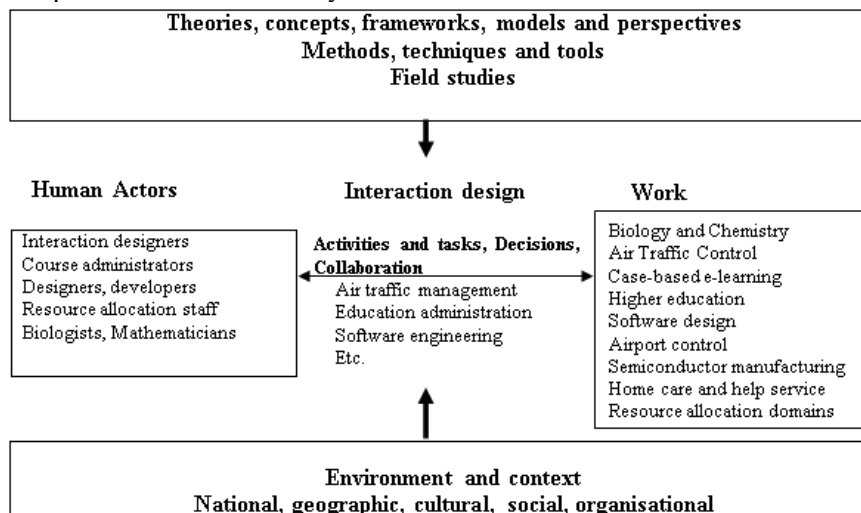 Theories, concepts, frameworks, models and perspectives
Methods, techniques and tools
Field studies
Human Actors
Interaction designers
Course administrators
Designers, developers
Resource allocation staff
Biologists, Mathematicians
Interaction design
Activities and tasks, Decisions,
Collaboration
Air traffic management
Education administration
Software engineering
Etc.
Work
Biology and Chemistry
Air Traffic Control
Case-based e-learning
Higher education
Software design
Airport control
Semiconductor manufacturing
Home care and help service
Resource allocation domains
Environment and context
National, geographic, cultural, social, organisational